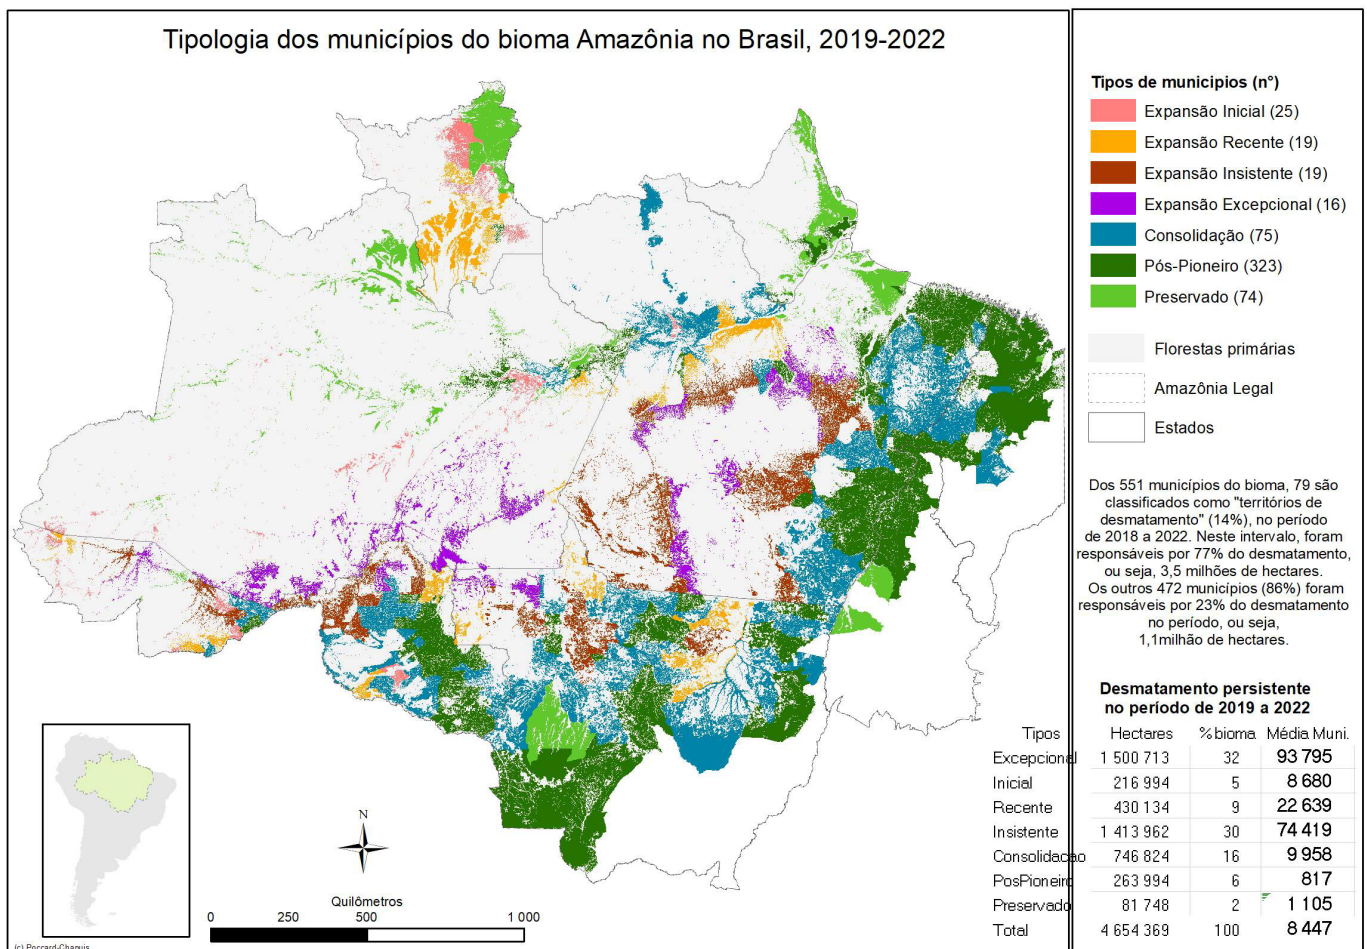 Tipologia dos municípios do bioma Amazônia no Brasil, 2019-2022
Tipos de municipios (n°)
Expansão Inicial (25)
Expansão Recente (19)
Expansão Insistente (19)
Expansão Excepcional (16)
Consolidação (75)
Pós-Pioneiro (323)
Preservado (74)
Florestas primárias
Amazônia Legal
Estados
Dos 551 municípios do bioma, 79 são
classificados como "territórios de
desmatamento" (14%), no período
de 2018 a 2022. Neste intervalo, foram
responsáveis por 77% do desmatamento,
ou seja, 3,5 milhões de hectares.
Os outros 472 municípios (86%) foram
responsáveis por 23% do desmatamento
no período, ou seja,
1,1milhão de hectares.
Desmatamento persistente
no período de 2019 a 2022
Tipos Hectares % bioma Média Muni.
Excepcional 1 500 713 32 93 795
Inicial 216 994 5 8 680
Recente 430 134 9 22 639
Insistente 1 413 962 30 74 419
Consolidacao 746 824 16 9 958
PosPioneiro 263 994 6 817
Preservado 81 748 2 1 105
Total 4 654 369 100 8 447
N
Quilômetros
0 250 500 1 000
(c) Poccard-Chapuis